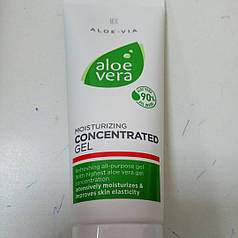 LR
ALOE-VIA
aloe
vera
90%
MOISTURIZING
CONCENTRATED
GEL
Refreshing all-purpose gel
with highest aloe vera gel
concentration
Intensively moisturizes &
improves skin elasticity